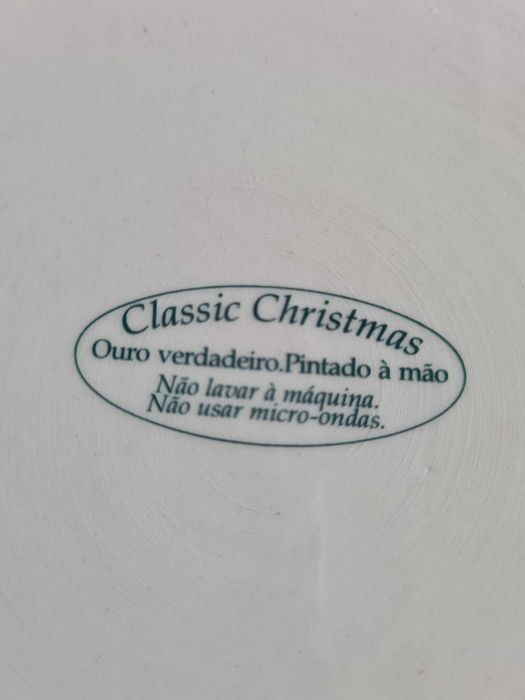 Classic Christmas
Ouro verdadeiro.Pintado à mão
Não lavar à máquina.
Não usar micro-ondas.